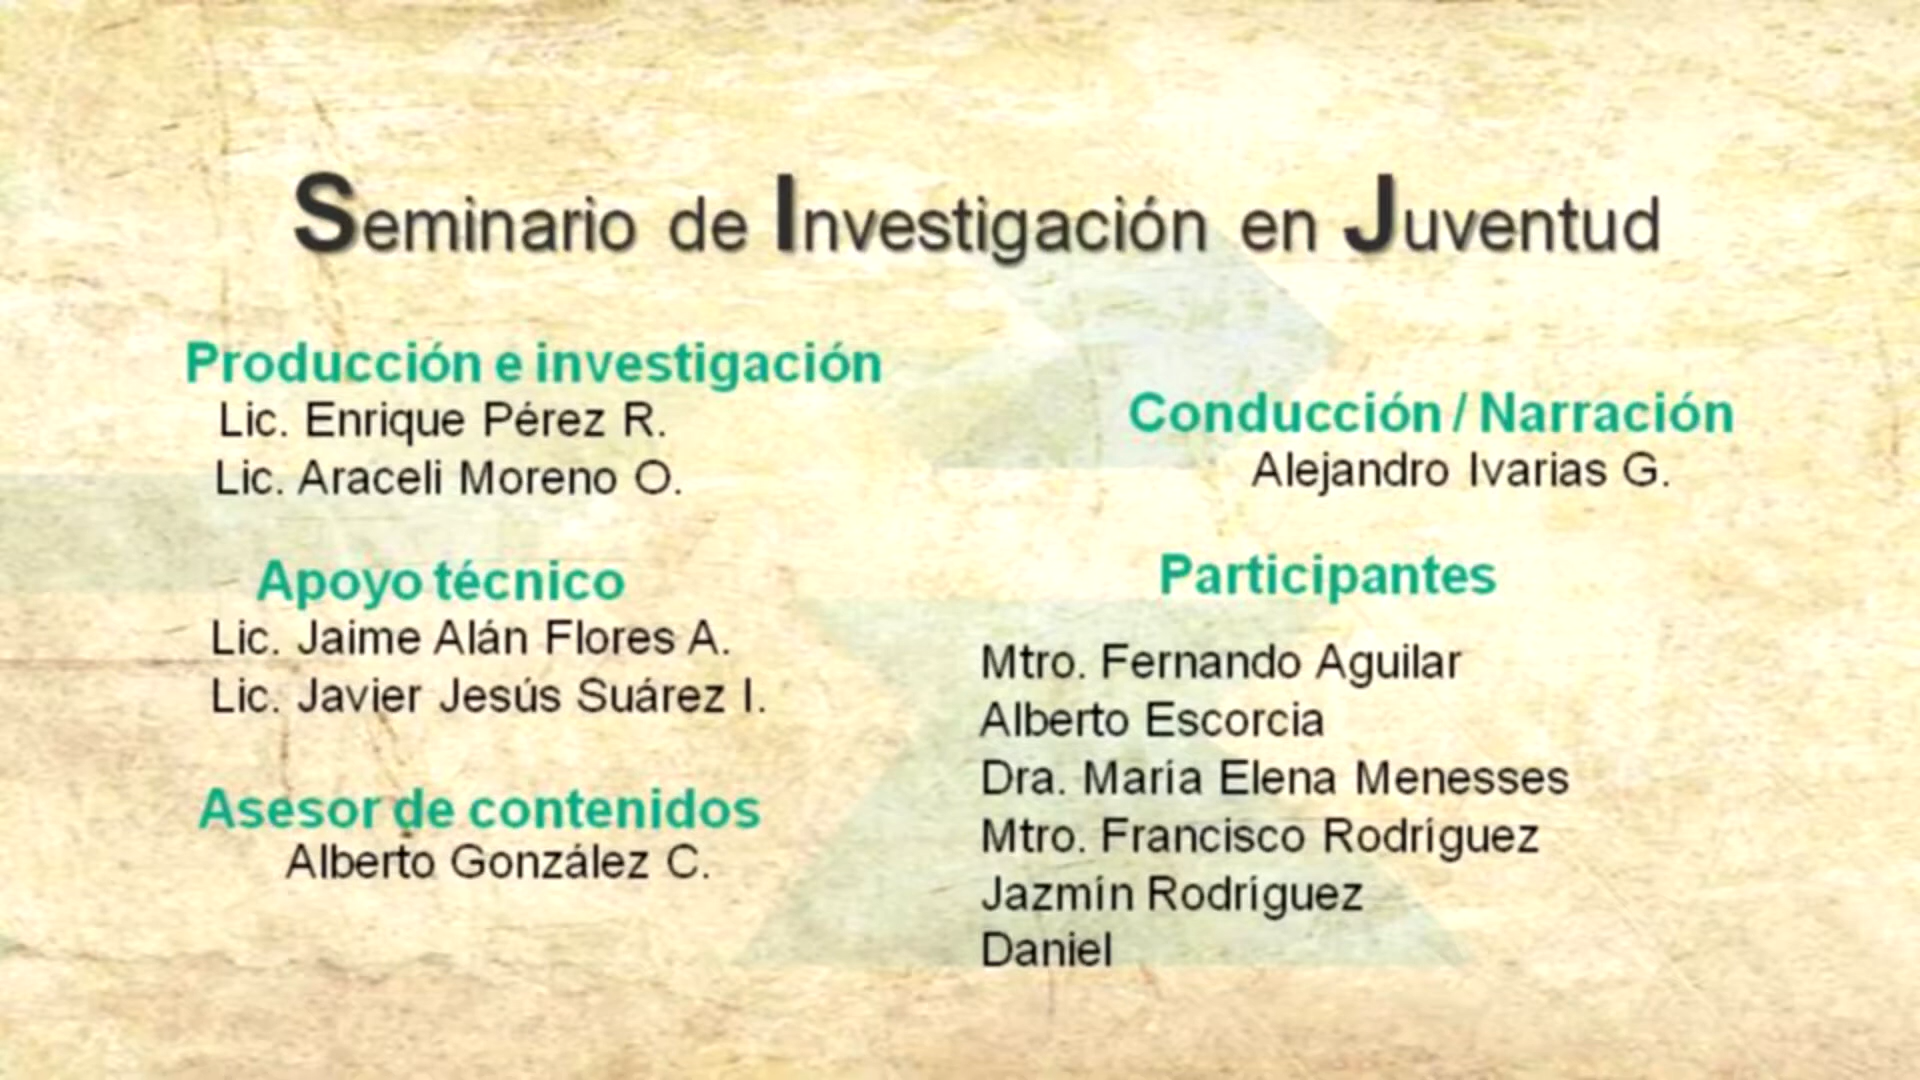 Seminario de Investigación en Juventud
Producción e investigación
Lic. Enrique Pérez R.
Lic. Araceli Moreno O.
Apoyo técnico
Lic. Jaime Alán Flores A.
Lic. Javier Jesús Suárez I.
Asesor de contenidos
Alberto González C.
Conducción / Narración
Alejandro Ivarias G.
Participantes
Mtro. Fernando Aguilar
Alberto Escorcia
Dra. María Elena Menesses
Mtro. Francisco Rodríguez
Jazmín Rodríguez
Daniel